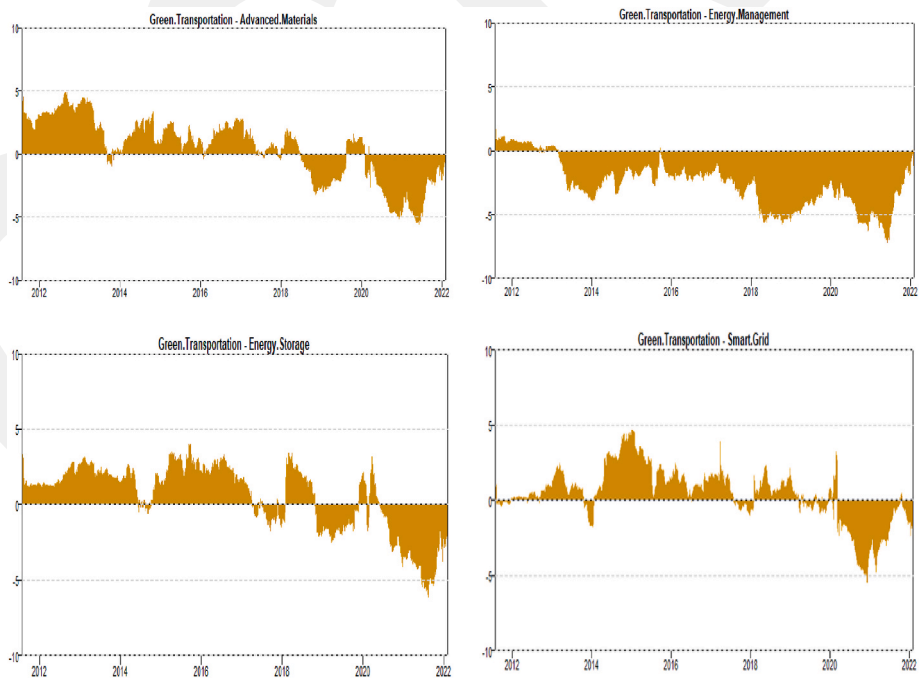 Green.Transportation - Advanced.Materials
10
5
0
-5
-10
2012 2014 2016 2018 2020 2022
Green.Transportation - Energy.Management
10
5
0
-5
-10
2012 2014 2016 2018 2020 2022
Green.Transportation - Energy.Storage
10
5
0
-5
-10
2012 2014 2016 2018 2020 2022
Green.Transportation - Smart.Grid
10
5
0
-5
-10
2012 2014 2016 2018 2020 2022